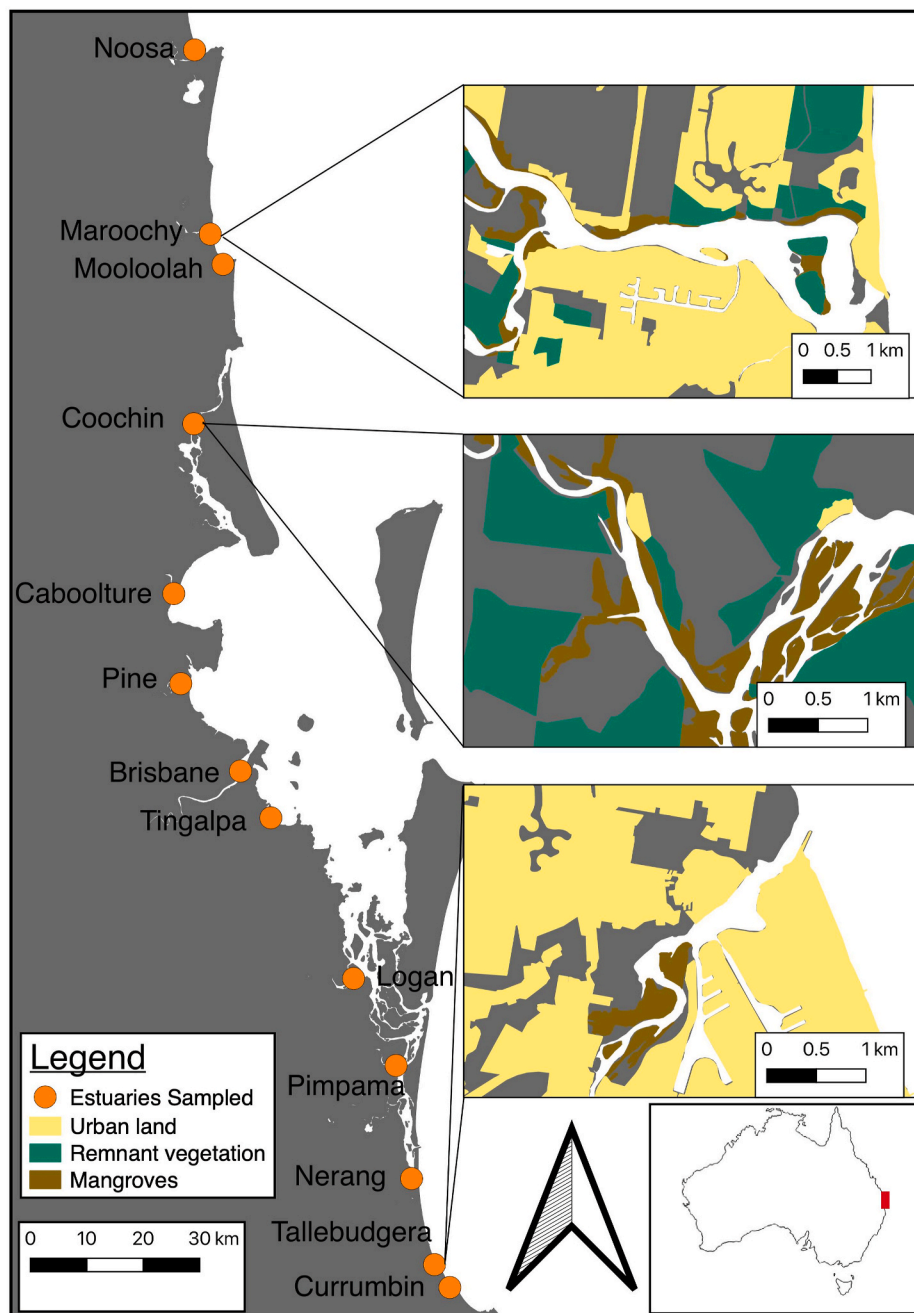 Noosa
Maroochy
Mooloolah
0 0.5 1 km
Coochin
Caboolture
Pine
0 0.5 1 km
Brisbane
Tingalpa
Logan
0 0.5 1 km
Legend
Estuaries Sampled
Urban land
Remnant vegetation
Mangroves
Pimpama
Nerang
Tallebudgera
Currumbin
0 10 20 30 km